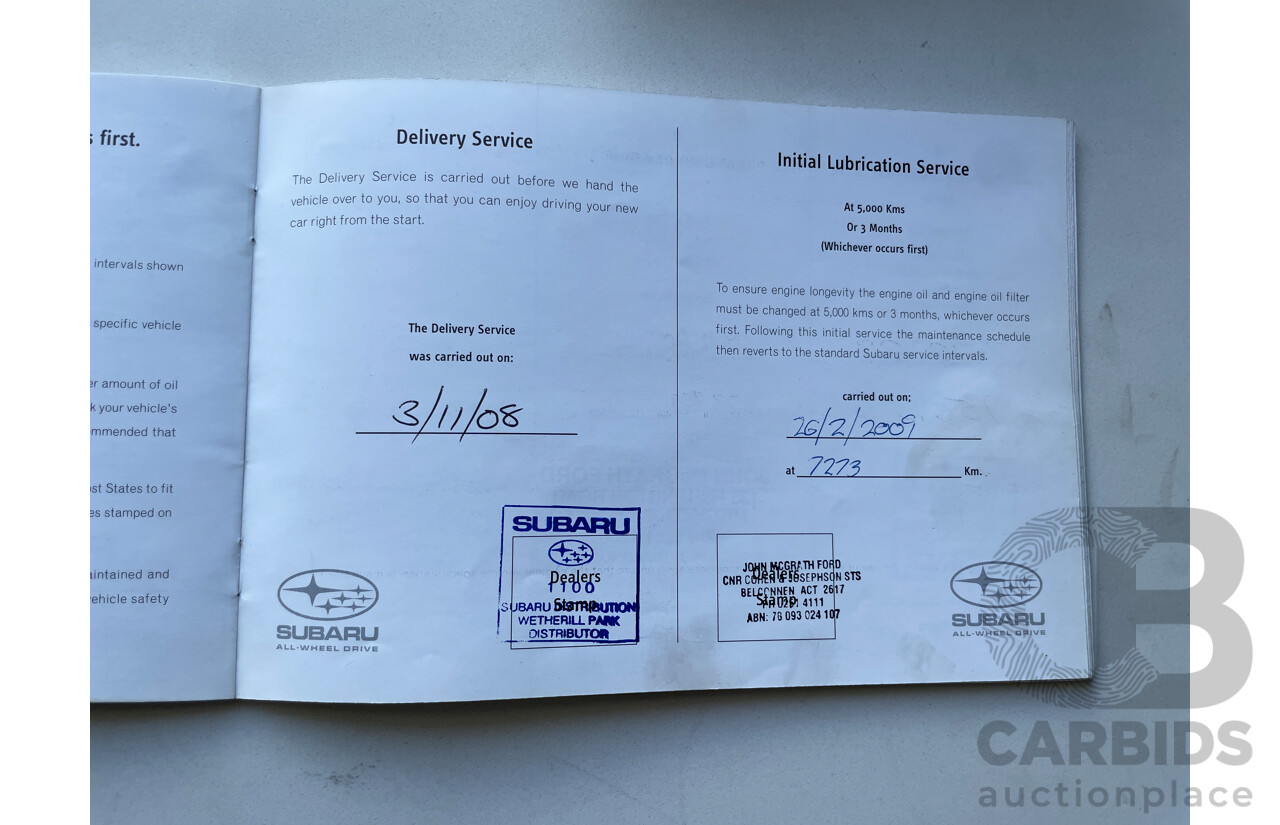 s first.
intervals shown
specific vehicle
er amount of oil
k your vehicle's
mmended that
st States to fit
es stamped on
aintained and
ehicle safety
Delivery Service
The Delivery Service is carried out before we hand the
vehicle over to you, so that you can enjoy driving your new
car right from the start.
The Delivery Service
was carried out on:
3/11/08
SUBARU
Dealers
1100
Stamp
SUBARU DISTRIBUTION
WETHERILL PARK
DISTRIBUTOR
SUBARU
ALL-WHEEL DRIVE
Initial Lubrication Service
At 5,000 Kms
Or 3 Months
(Whichever occurs first)
To ensure engine longevity the engine oil and engine oil filter
must be changed at 5,000 kms or 3 months, whichever occurs
first. Following this initial service the maintenance schedule
then reverts to the standard Subaru service intervals.
carried out on;
26/2/2009
at 7273 Km.
JOHN MCGRATH FORD
Dealers
CNR COHEN & JOSEPHSON STS
BELCONNEN ACT 2617
Stamp
4111
ABN: 76 093 024 107
SUBARU
ALL-WHEEL DRIVE
CARBIDS
auctionplace